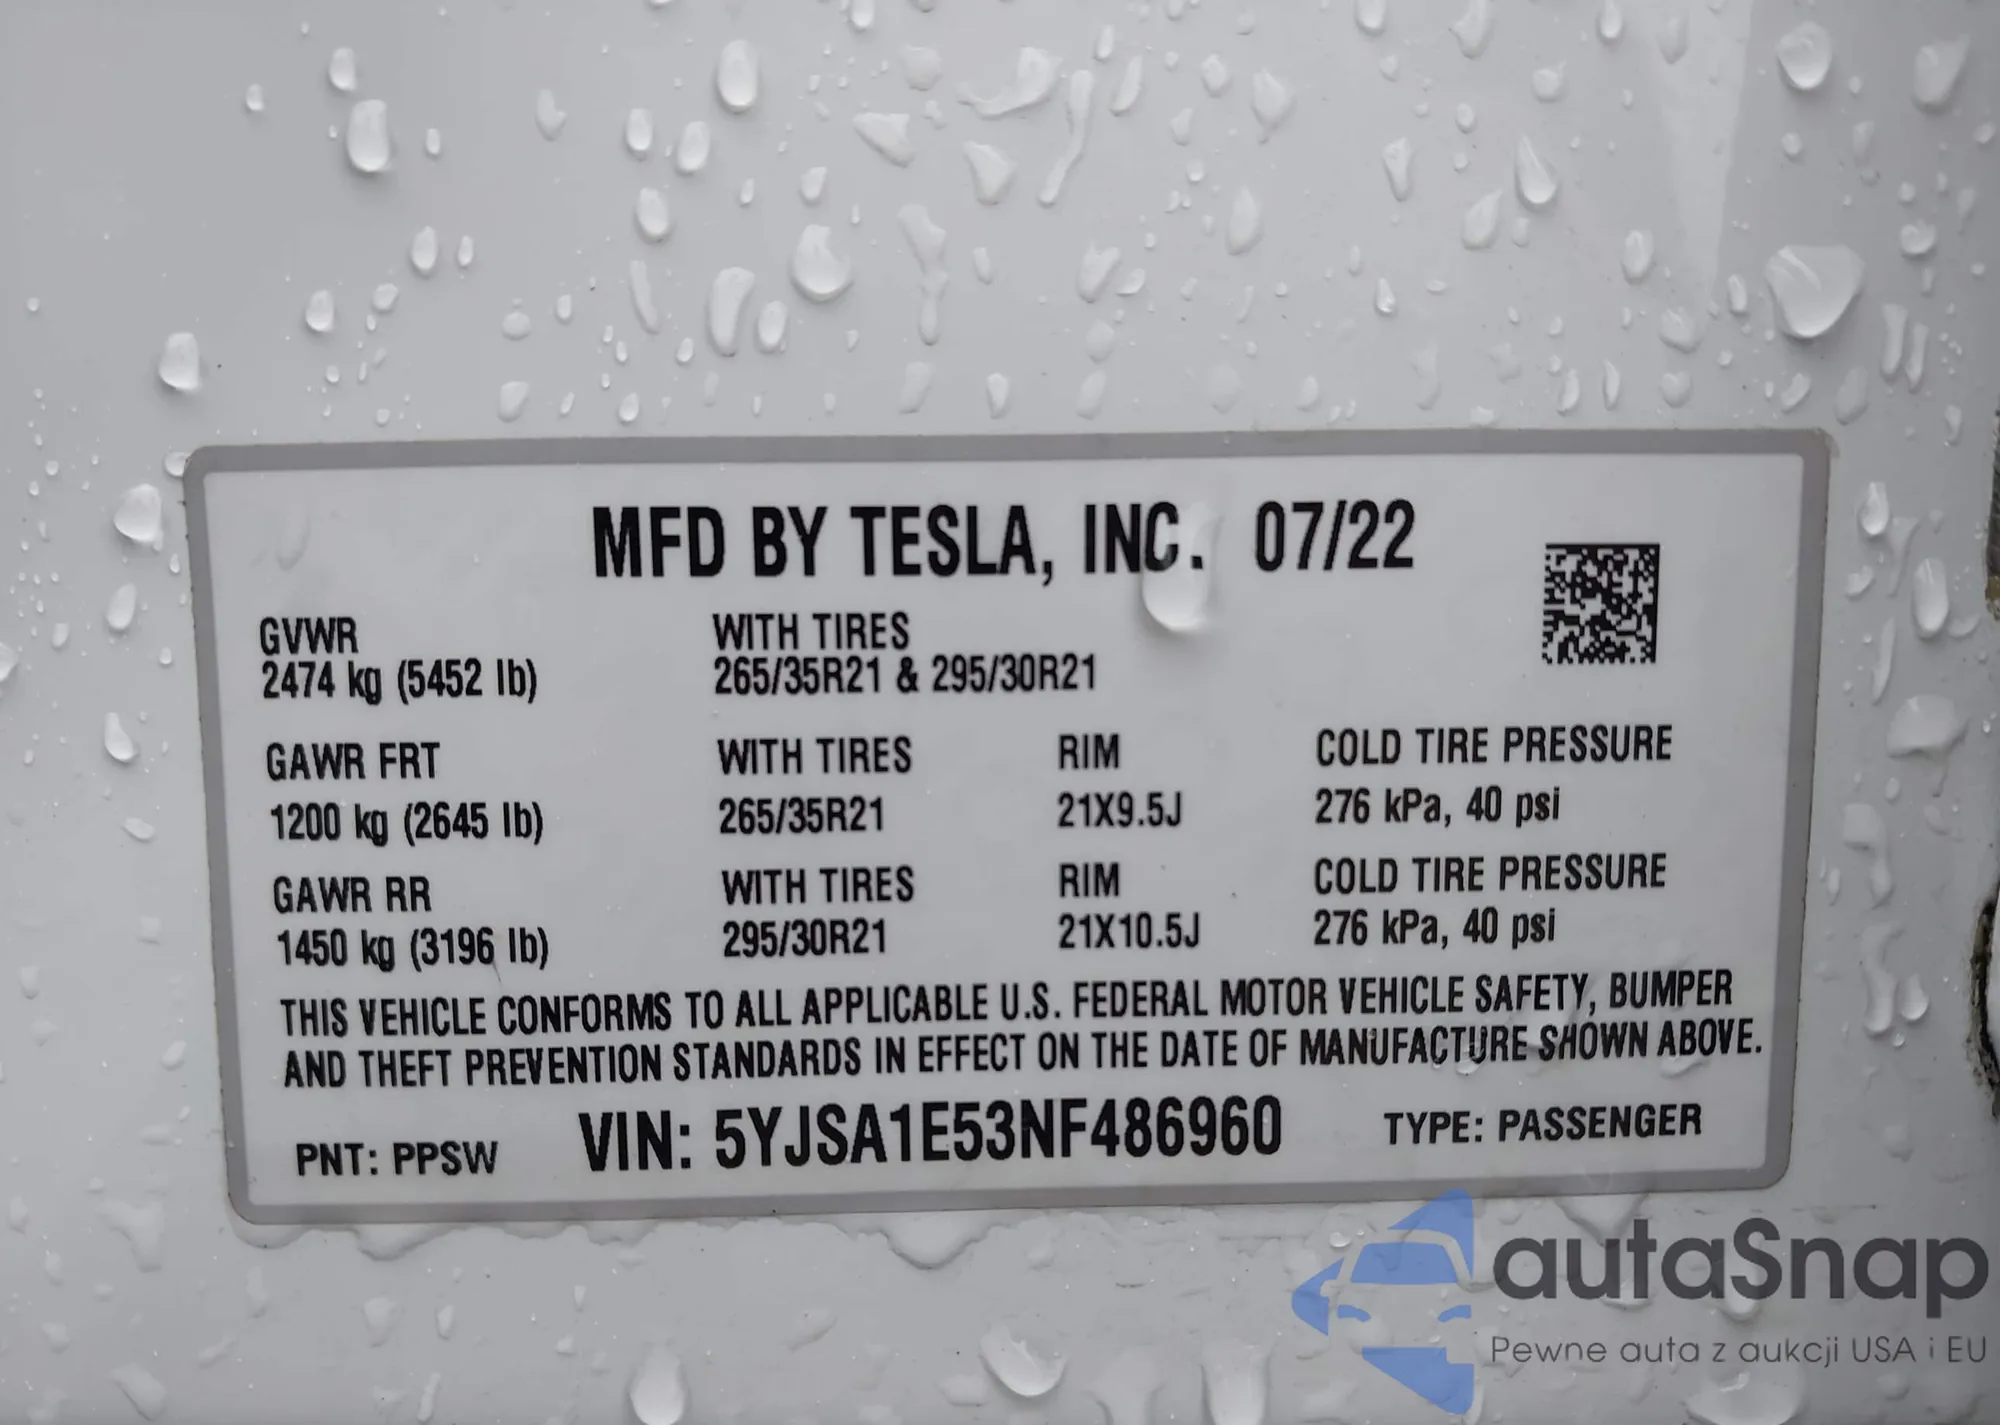 MFD BY TESLA, INC. 07/22
GVWR WITH TIRES
2474 kg (5452 lb) 265/35R21 & 295/30R21
GAWR FRT WITH TIRES RIM COLD TIRE PRESSURE
1200 kg (2645 lb) 265/35R21 21X9.5J 276 kPa, 40 psi
GAWR RR WITH TIRES RIM COLD TIRE PRESSURE
1450 kg (3196 lb) 295/30R21 21X10.5J 276 kPa, 40 psi
THIS VEHICLE CONFORMS TO ALL APPLICABLE U.S. FEDERAL MOTOR VEHICLE SAFETY, BUMPER
AND THEFT PREVENTION STANDARDS IN EFFECT ON THE DATE OF MANUFACTURE SHOWN ABOVE.
PNT: PPSW VIN: 5YJSA1E53NF486960 TYPE: PASSENGER
autaSnap
Pewne auta z aukcji USA i EU